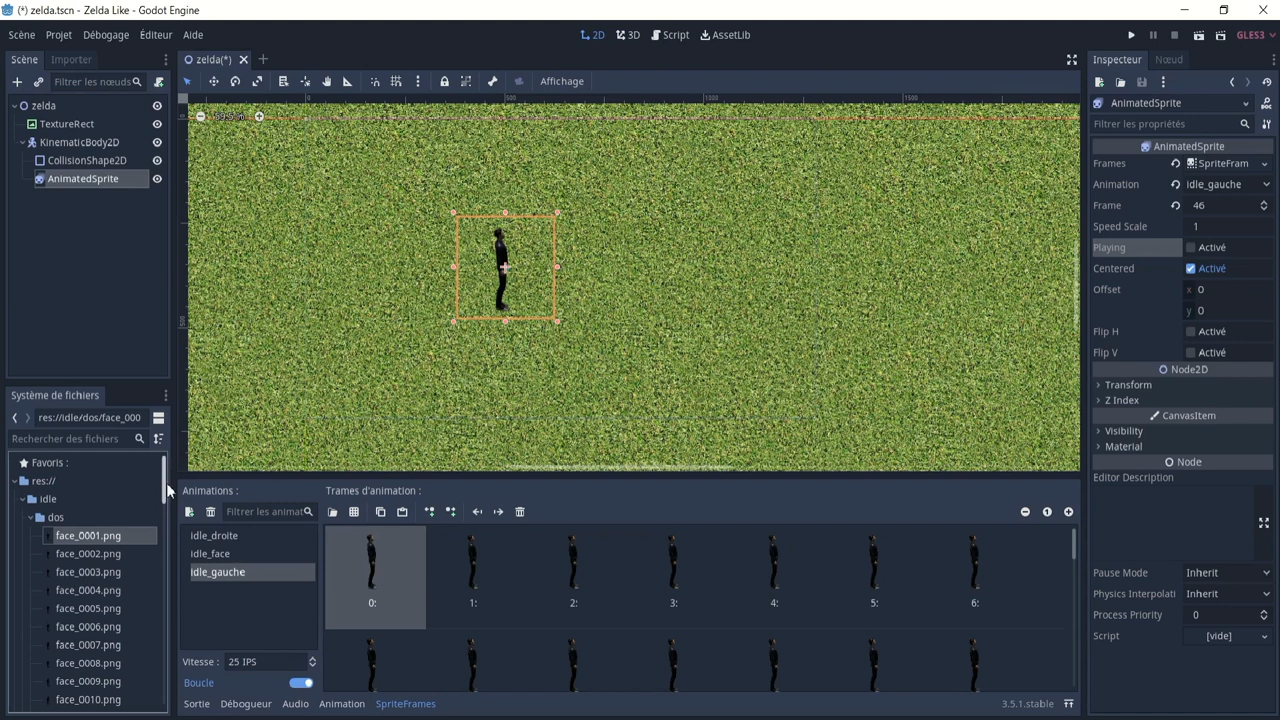 (*) zelda.tscn - Zelda Like - Godot Engine
Scène Projet Débogage Éditeur Aide
2D 3D Script AssetLib
GLES3
Scène Importer
zelda(*)
Inspecteur Nœud
Filtrer les nœuds
Affichage
zelda
TextureRect
KinematicBody2D
CollisionShape2D
AnimatedSprite
0 500 1000 1500
AnimatedSprite
Filtrer les propriétés
AnimatedSprite
Frames SpriteFram
Animation idle_gauche
Frame 46
Speed Scale 1
Playing Activé
Centered Activé
Offset x 0
y 0
Flip H Activé
Flip V Activé
Node2D
Transform
Z Index
CanvasItem
Visibility
Material
Node
Editor Description
Pause Mode Inherit
Physics Interpolati Inherit
Process Priority 0
Script [vide]
Système de fichiers
res://idle/dos/face_000
Rechercher des fichiers
Favoris :
res://
idle
dos
face_0001.png
face_0002.png
face_0003.png
face_0004.png
face_0005.png
face_0006.png
face_0007.png
face_0008.png
face_0009.png
face_0010.png
Animations :
Filtrer les animat
idle_droite
idle_face
idle_gauche
Vitesse : 25 IPS
Boucle
Trames d'animation :
0: 1: 2: 3: 4: 5: 6:
Sortie Débogueur Audio Animation SpriteFrames
3.5.1.stable